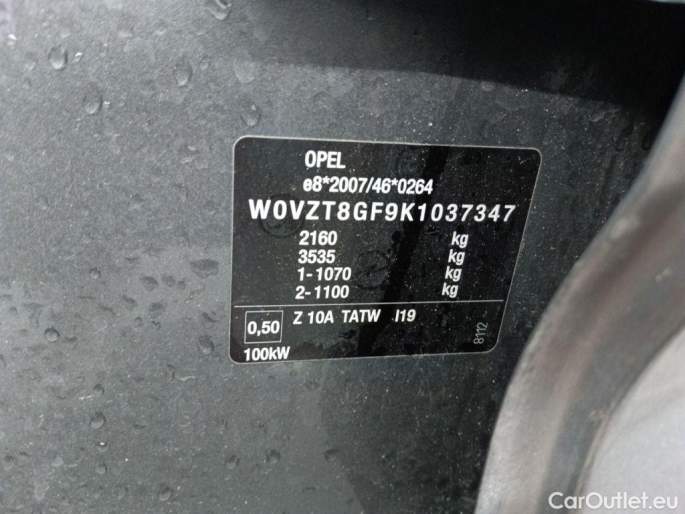 OPEL
e8*2007/46*0264
W0VZT8GF9K1037347
2160 kg
3535 kg
1-1070 kg
2-1100 kg
0,50 Z 10A TATW I19
100kW
8112
CarOutlet.eu